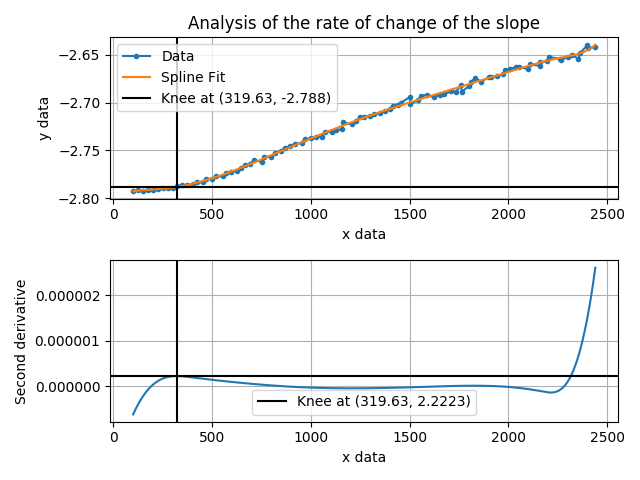 Analysis of the rate of change of the slope
Data
Spline Fit
Knee at (319.63, -2.788)
y data
−2.65
−2.70
−2.75
−2.80
0 500 1000 1500 2000 2500
x data
Second derivative
0.000002
0.000001
0.000000
Knee at (319.63, 2.2223)
0 500 1000 1500 2000 2500
x data